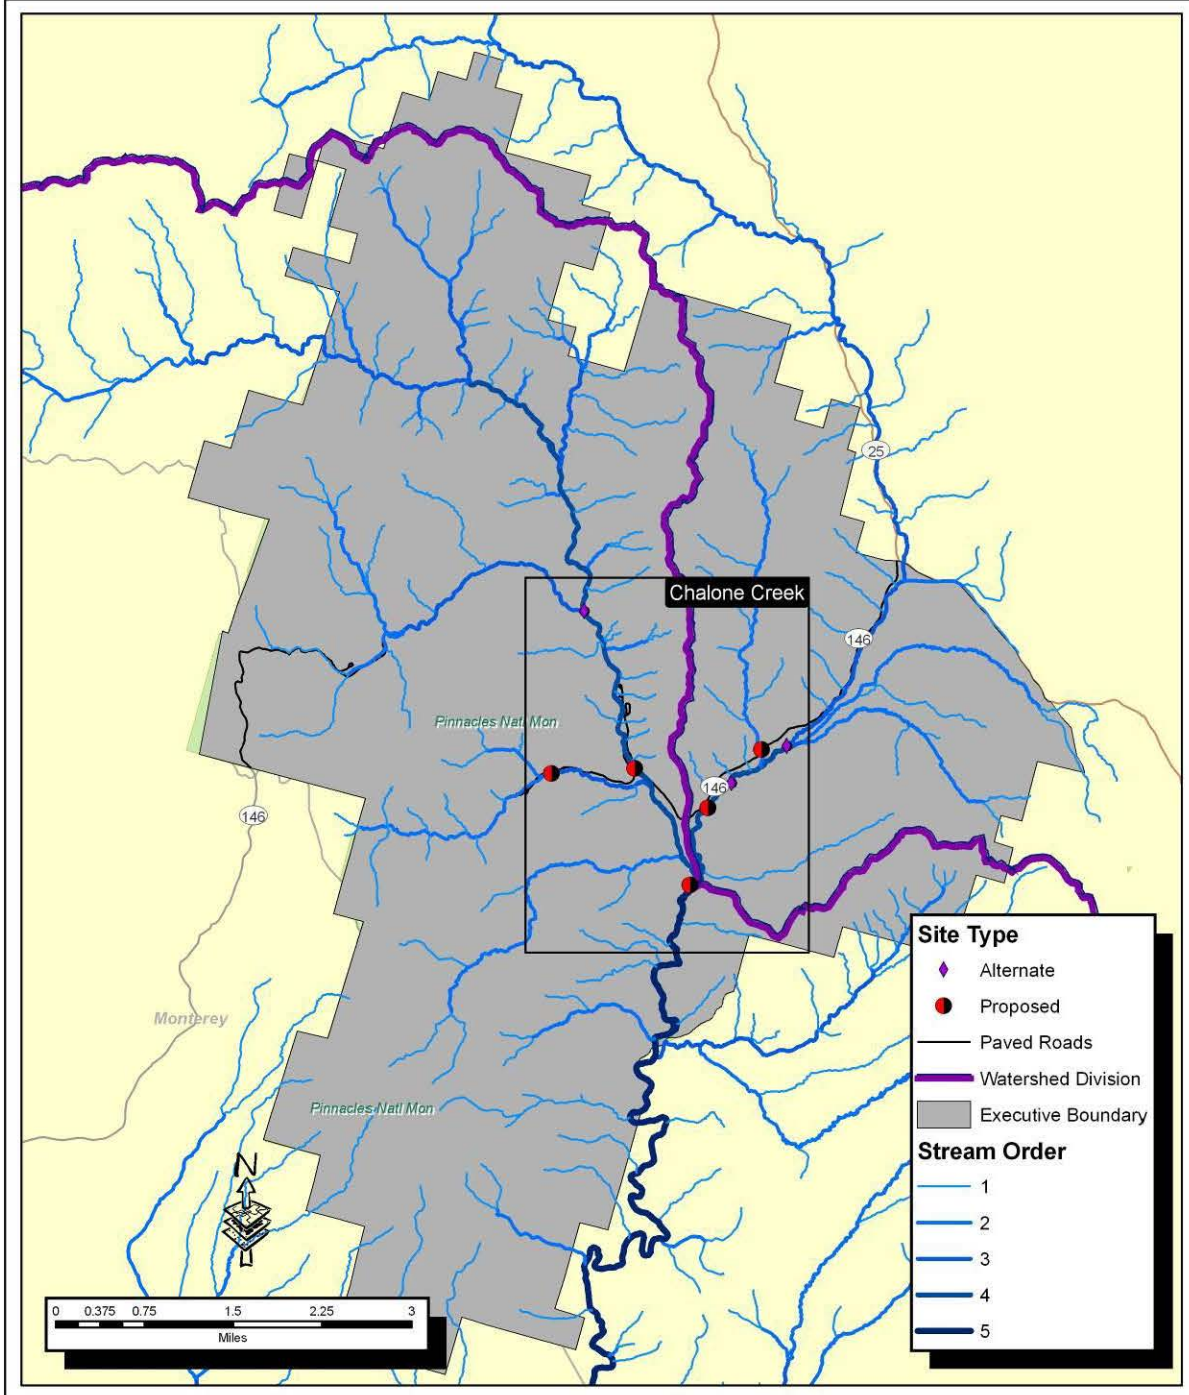 25
Chalone Creek
146
Pinnacles Natl Mon
146
146
Monterey
Pinnacles Natl Mon
N
0 0.375 0.75 1.5 2.25 3
Miles
Site Type
Alternate
Proposed
Paved Roads
Watershed Division
Executive Boundary
Stream Order
1
2
3
4
5